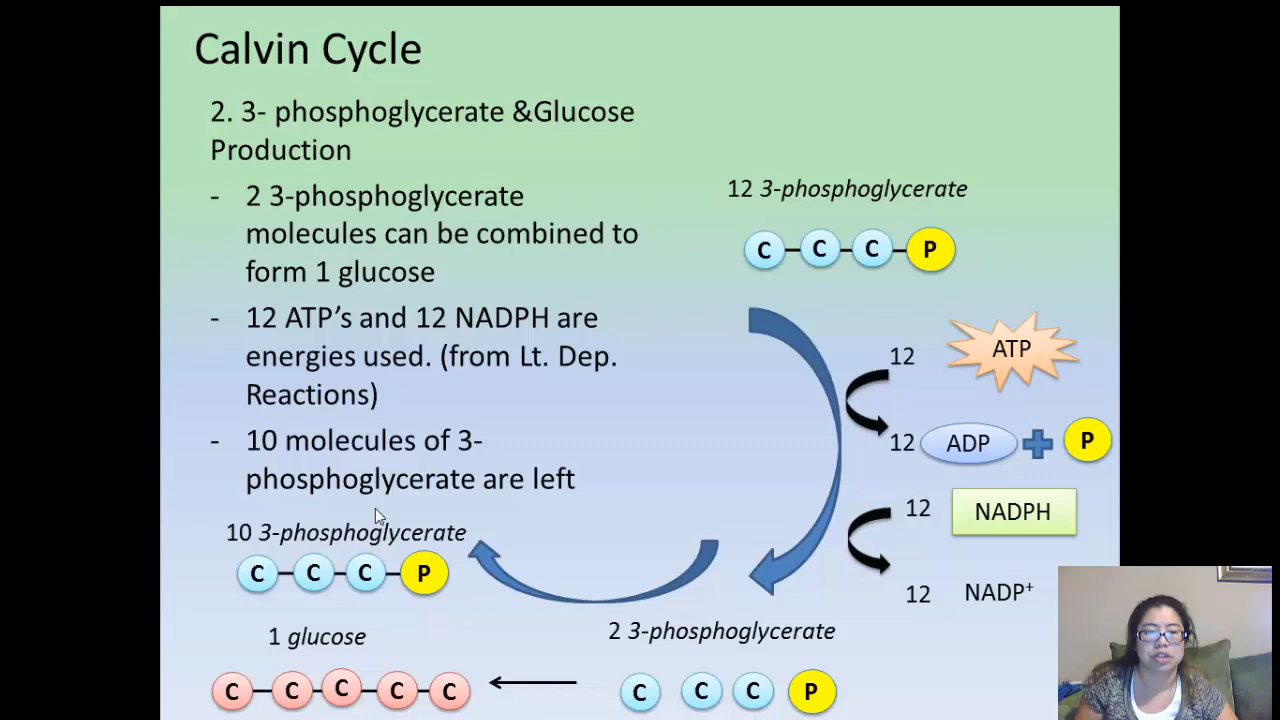 Calvin Cycle
2. 3- phosphoglycerate &Glucose
Production
- 2 3-phosphoglycerate
molecules can be combined to
form 1 glucose
- 12 ATP's and 12 NADPH are
energies used. (from Lt. Dep.
Reactions)
- 10 molecules of 3-
phosphoglycerate are left
12 3-phosphoglycerate
C C C P
12 ATP
12 ADP P
12 NADPH
12 NADP⁺
10 3-phosphoglycerate
C C C P
2 3-phosphoglycerate
C C C P
1 glucose
C C C C C